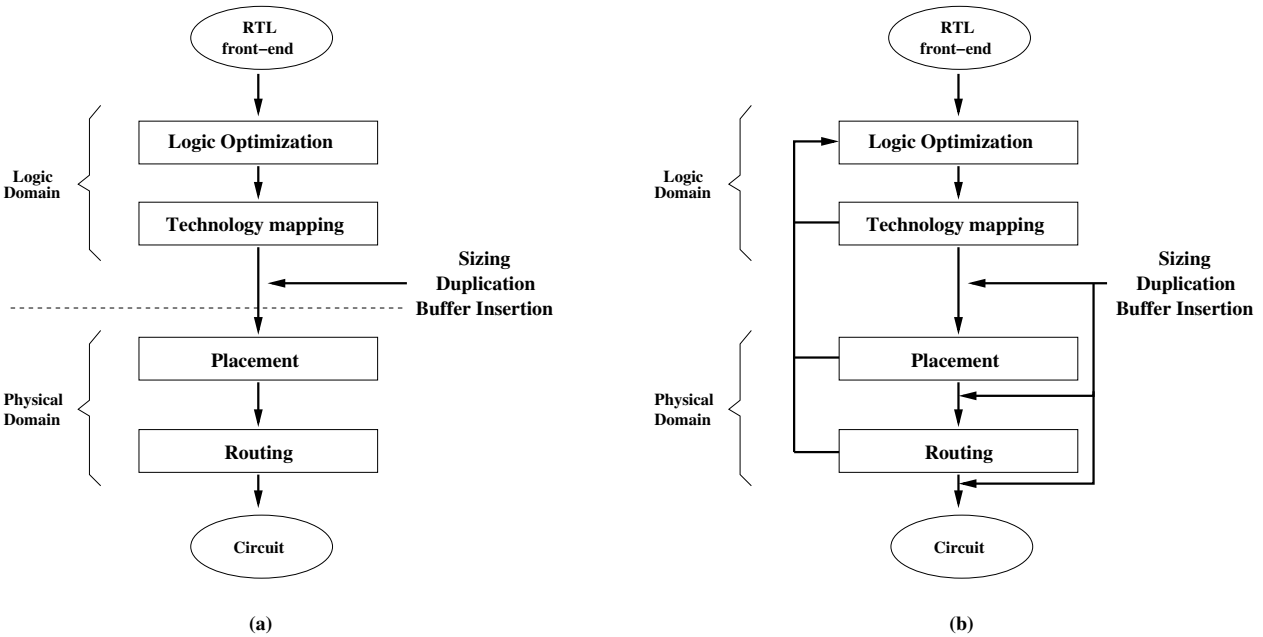 RTL
front-end
Logic Optimization
Logic
Domain
Technology mapping
Sizing
Duplication
Buffer Insertion
Placement
Physical
Domain
Routing
Circuit
(a)
RTL
front-end
Logic Optimization
Logic
Domain
Technology mapping
Sizing
Duplication
Buffer Insertion
Placement
Physical
Domain
Routing
Circuit
(b)